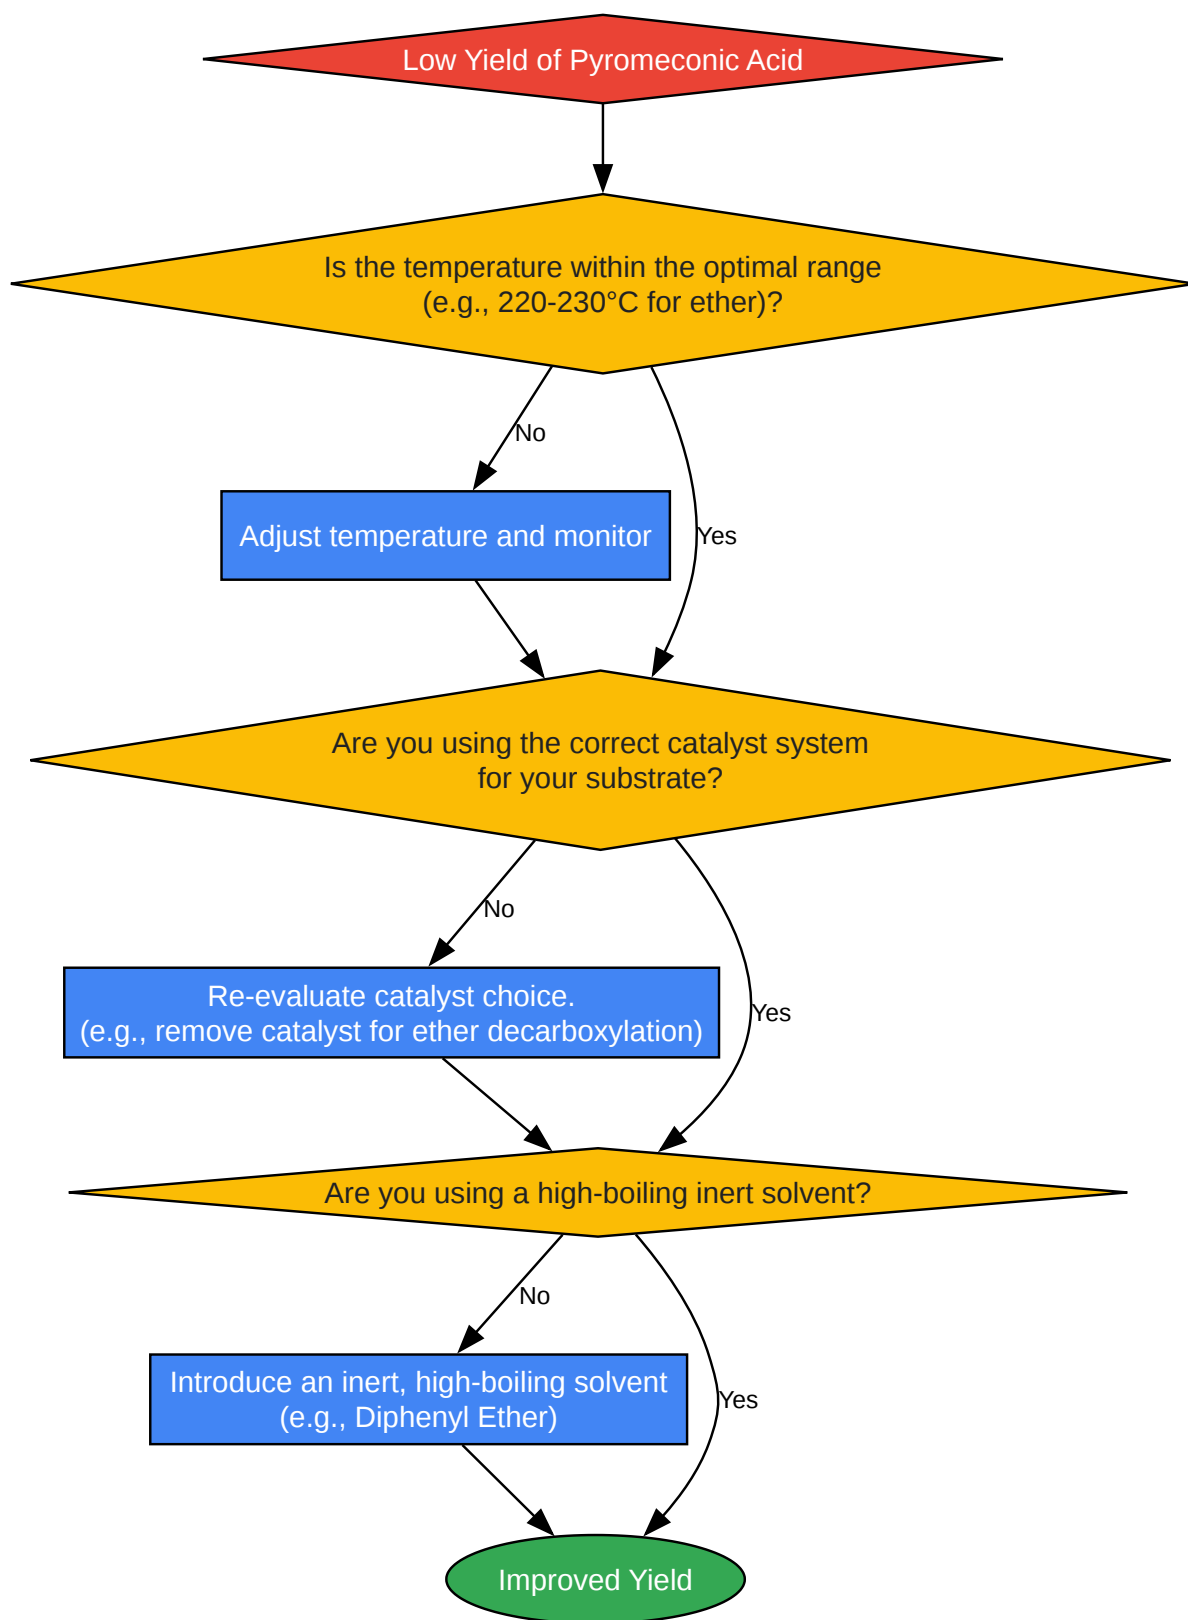 Low Yield of Pyromeconic Acid
Is the temperature within the optimal range
(e.g., 220-230°C for ether)?
No
Adjust temperature and monitor
Yes
Are you using the correct catalyst system
for your substrate?
No
Re-evaluate catalyst choice.
(e.g., remove catalyst for ether decarboxylation)
Yes
Are you using a high-boiling inert solvent?
No
Introduce an inert, high-boiling solvent
(e.g., Diphenyl Ether)
Yes
Improved Yield